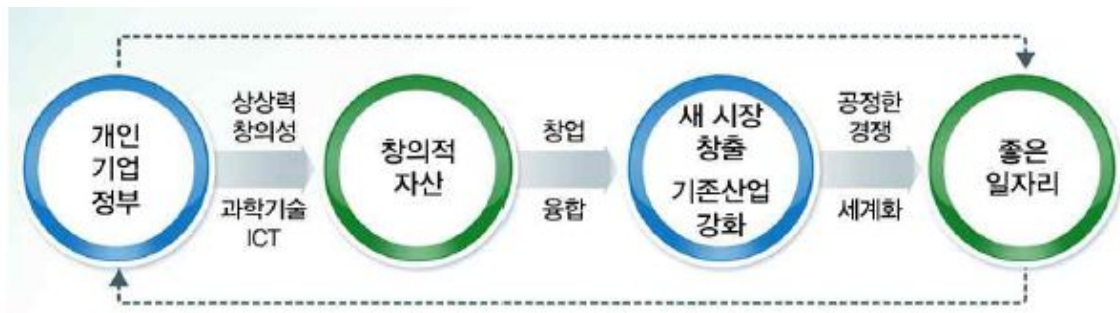 개인
기업
정부
상상력
창의성
과학기술
ICT
창의적
자산
창업
융합
새 시장
창출
기존산업
강화
공정한
경쟁
세계화
좋은
일자리